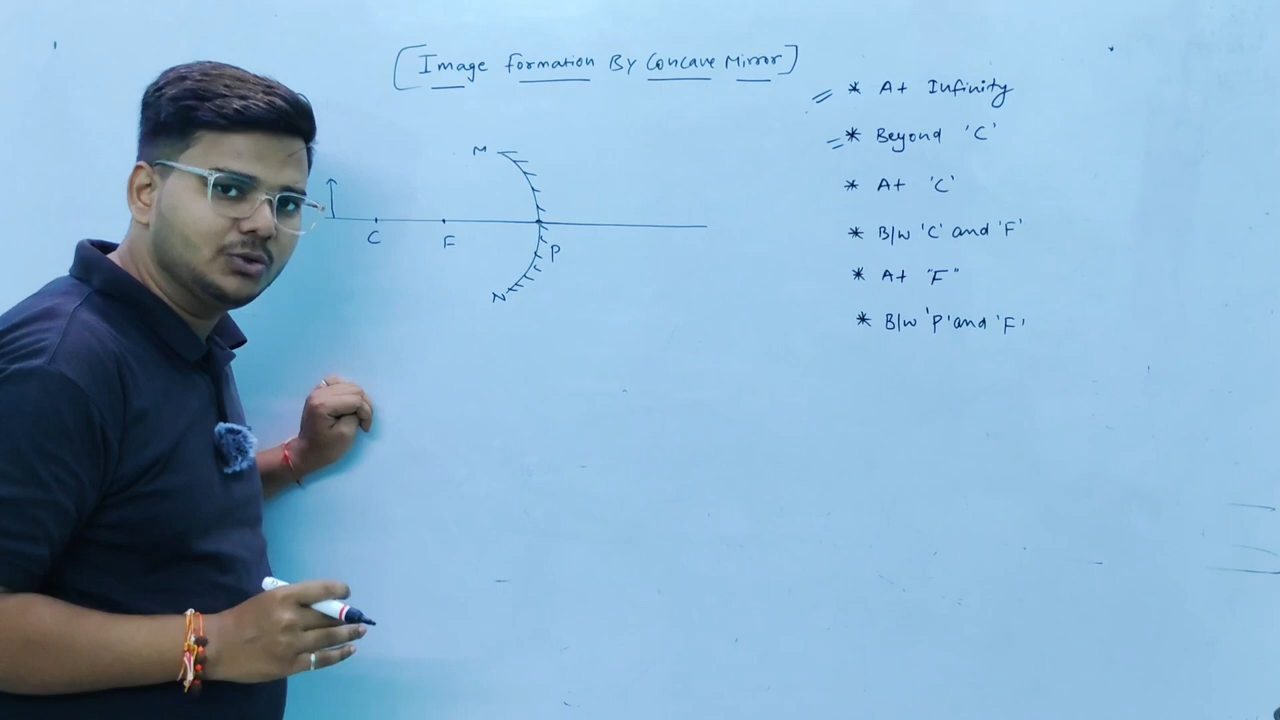 [Image formation By Concave Mirror]
* At Infinity
* Beyond 'C'
* At 'C'
* B/w 'C' and 'F'
* At "F"
* B/w 'P' and 'F'
M
C
F
P
N